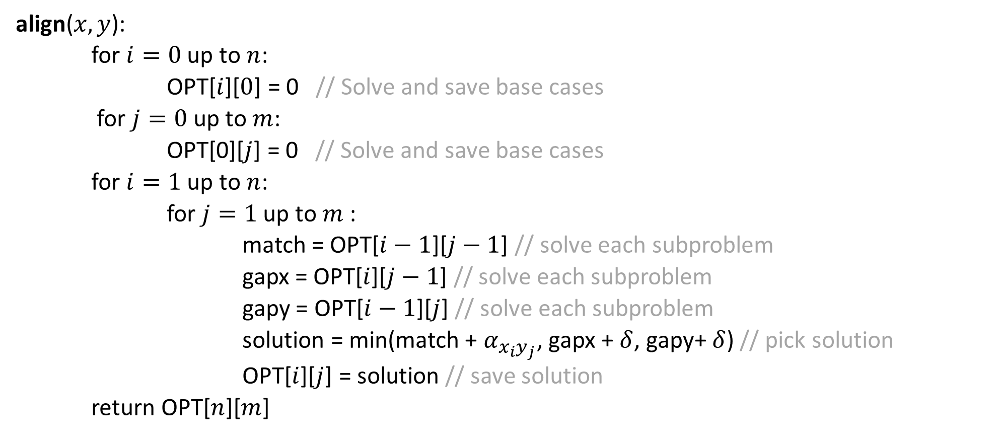 align(x, y):
for i = 0 up to n:
OPT[i][0] = 0 // Solve and save base cases
for j = 0 up to m:
OPT[0][j] = 0 // Solve and save base cases
for i = 1 up to n:
for j = 1 up to m :
match = OPT[i − 1][j − 1] // solve each subproblem
gapx = OPT[i][j − 1] // solve each subproblem
gapy = OPT[i − 1][j] // solve each subproblem
solution = min(match + α_{x_i y_j}, gapx + δ, gapy+ δ) // pick solution
OPT[i][j] = solution // save solution
return OPT[n][m]